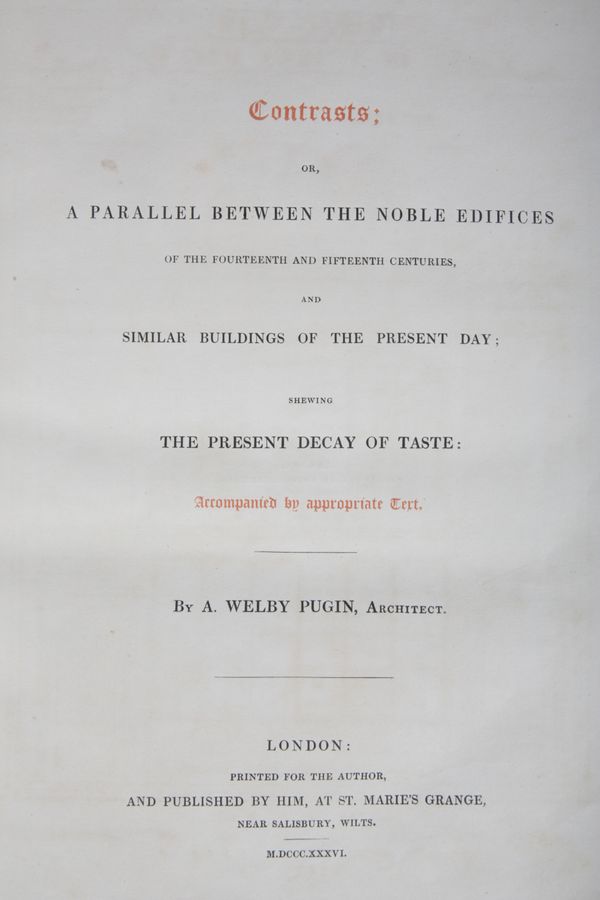 Contrasts;
OR,
A PARALLEL BETWEEN THE NOBLE EDIFICES
OF THE FOURTEENTH AND FIFTEENTH CENTURIES,
AND
SIMILAR BUILDINGS OF THE PRESENT DAY;
SHEWING
THE PRESENT DECAY OF TASTE:
Accompanied by appropriate Text.
By A. WELBY PUGIN, Architect.
LONDON:
PRINTED FOR THE AUTHOR,
AND PUBLISHED BY HIM, AT ST. MARIE'S GRANGE,
NEAR SALISBURY, WILTS.
M.DCCC.XXXVI.